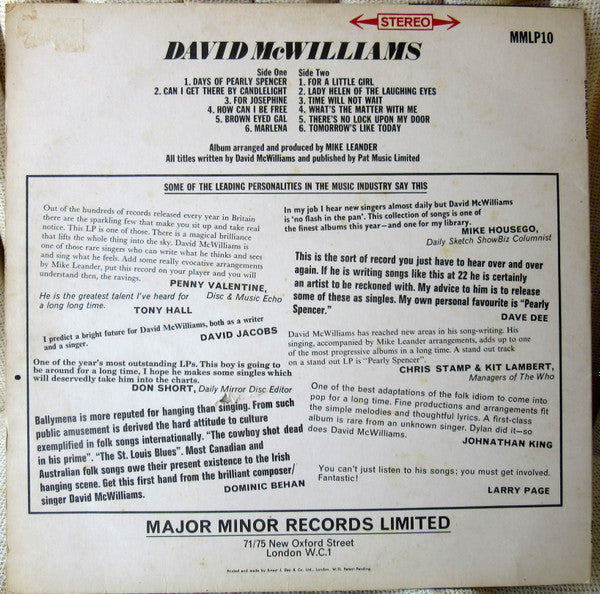 STEREO
MMLP10
DAVID McWILLIAMS
Side One
1. DAYS OF PEARLY SPENCER
2. CAN I GET THERE BY CANDLELIGHT
3. FOR JOSEPHINE
4. HOW CAN I BE FREE
5. BROWN EYED GAL
6. MARLENA
Side Two
1. FOR A LITTLE GIRL
2. LADY HELEN OF THE LAUGHING EYES
3. TIME WILL NOT WAIT
4. WHAT'S THE MATTER WITH ME
5. THERE'S NO LOCK UPON MY DOOR
6. TOMORROW'S LIKE TODAY
Album arranged and produced by MIKE LEANDER
All titles written by David McWilliams and published by Pat Music Limited
SOME OF THE LEADING PERSONALITIES IN THE MUSIC INDUSTRY SAY THIS
Out of the hundreds of records released every year in Britain
there are the sparkling few that make you sit up and take real
notice. This LP is one of those. There is a magical brilliance
that lifts the whole thing into the sky. David McWilliams is
one of those rare singers who can write what he thinks and sees
and sing what he feels. Add some really evocative arrangements
by Mike Leander, put this record on your player and you will
understand then, the ravings.
PENNY VALENTINE,
Disc & Music Echo
He is the greatest talent I've heard for
a long long time.
TONY HALL
I predict a bright future for David McWilliams, both as a writer
and a singer.
DAVID JACOBS
One of the year's most outstanding LPs. This boy is going to
be around for a long time, I hope he makes some singles which
will deservedly take him into the charts.
DON SHORT, Daily Mirror Disc Editor
Ballymena is more reputed for hanging than singing. From such
public amusement is derived the hard attitude to culture
exemplified in folk songs internationally. "The cowboy shot dead
in his prime". "The St. Louis Blues". Most Canadian and
Australian folk songs owe their present existence to the Irish
hanging scene. Get this first hand from the brilliant composer/
singer David McWilliams.
DOMINIC BEHAN
In my job I hear new singers almost daily but David McWilliams
is 'no flash in the pan'. This collection of songs is one of
the finest albums this year—and one for my library.
MIKE HOUSEGO,
Daily Sketch ShowBiz Columnist
This is the sort of record you just have to hear over and over
again. If he is writing songs like this at 22 he is certainly
an artist to be reckoned with. My advice to him is to release
some of these as singles. My own personal favourite is "Pearly
Spencer."
DAVE DEE
David McWilliams has reached new areas in his song-writing. His
singing, accompanied by Mike Leander arrangements, adds up to one
of the most progressive albums in a long time. A stand out track
on a stand out LP is "Pearly Spencer".
CHRIS STAMP & KIT LAMBERT,
Managers of The Who
One of the best adaptations of the folk idiom to come into
pop for a long time. Fine productions and arrangements fit
the simple melodies and thoughtful lyrics. A first-class
album is rare from an unknown singer. Dylan did it—so
does David McWilliams.
JOHNATHAN KING
You can't just listen to his songs; you must get involved.
Fantastic!
LARRY PAGE
MAJOR MINOR RECORDS LIMITED
71/75 New Oxford Street
London W.C.1
Printed and made by Ernest J. Day & Co. Ltd., London. W.R. Patent Pending.